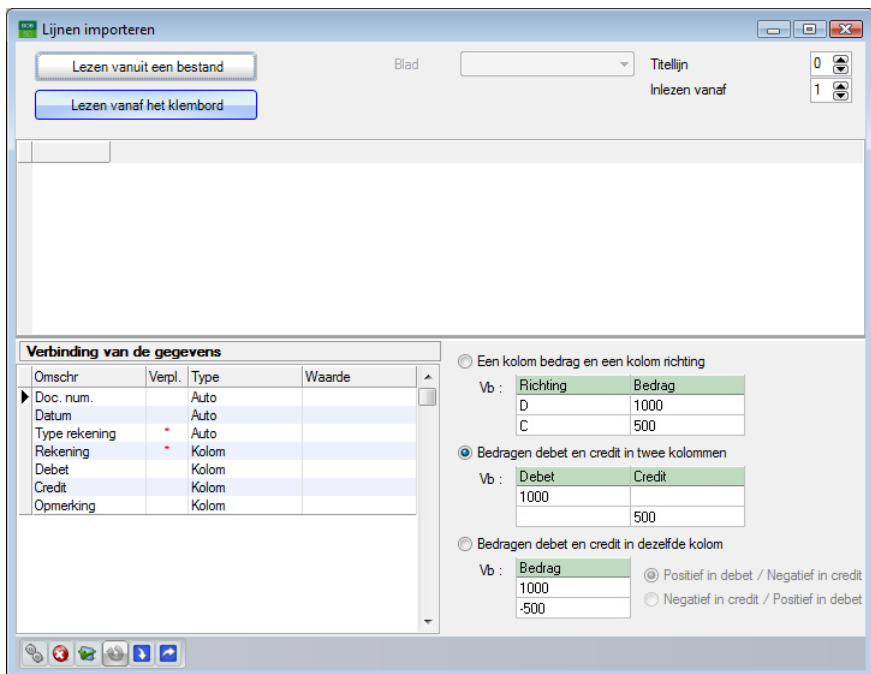 Lijnen importeren
Lezen vanuit een bestand
Blad
Titellijn 0
Lezen vanaf het klembord
Inlezen vanaf 1
Verbinding van de gegevens
Omschr Verpl. Type Waarde
Doc. num. Auto
Datum Auto
Type rekening * Auto
Rekening * Kolom
Debet Kolom
Credit Kolom
Opmerking Kolom
Een kolom bedrag en een kolom richting
Vb : Richting Bedrag
D 1000
C 500
Bedragen debet en credit in twee kolommen
Vb : Debet Credit
1000
500
Bedragen debet en credit in dezelfde kolom
Vb : Bedrag
1000
-500
Positief in debet / Negatief in credit
Negatief in credit / Positief in debet